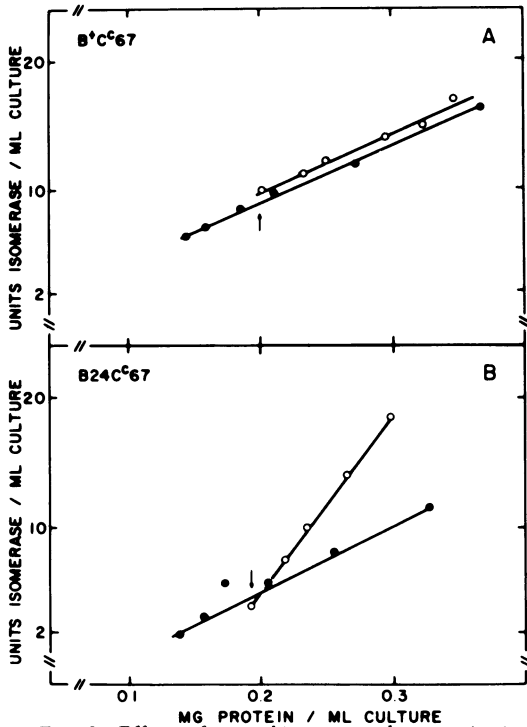 B⁺Cᶜ67
A
20
10
2
UNITS ISOMERASE / ML CULTURE
B24Cᶜ67
B
20
10
2
UNITS ISOMERASE / ML CULTURE
0.1 0.2 0.3
MG PROTEIN / ML CULTURE